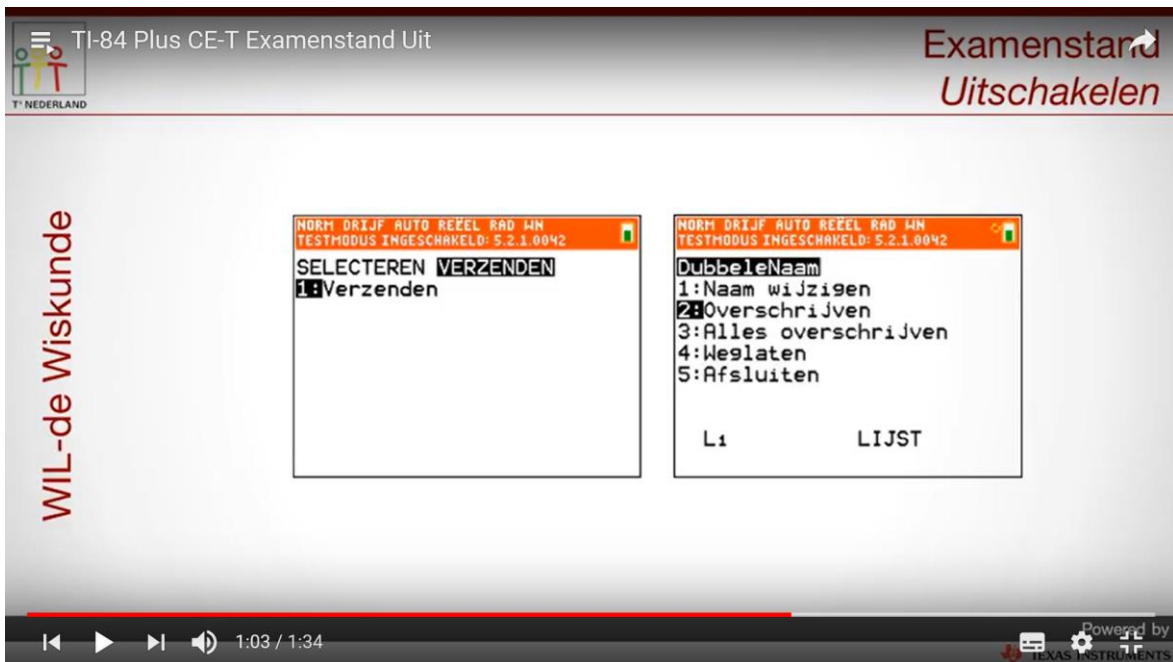 TI-84 Plus CE-T Examenstand Uit
T³ NEDERLAND
Examenstand
Uitschakelen
WIL-de Wiskunde
NORM DRIJF AUTO REËEL RAD WN
TESTMODUS INGESCHAKELD: 5.2.1.0042
SELECTEREN VERZENDEN
1:Verzenden
NORM DRIJF AUTO REËEL RAD WN
TESTMODUS INGESCHAKELD: 5.2.1.0042
DubbeleNaam
1:Naam wijzigen
2:Overschrijven
3:Alles overschrijven
4:Weglaten
5:Afsluiten
L1 LIJST
1:03 / 1:34
Powered by
TEXAS INSTRUMENTS